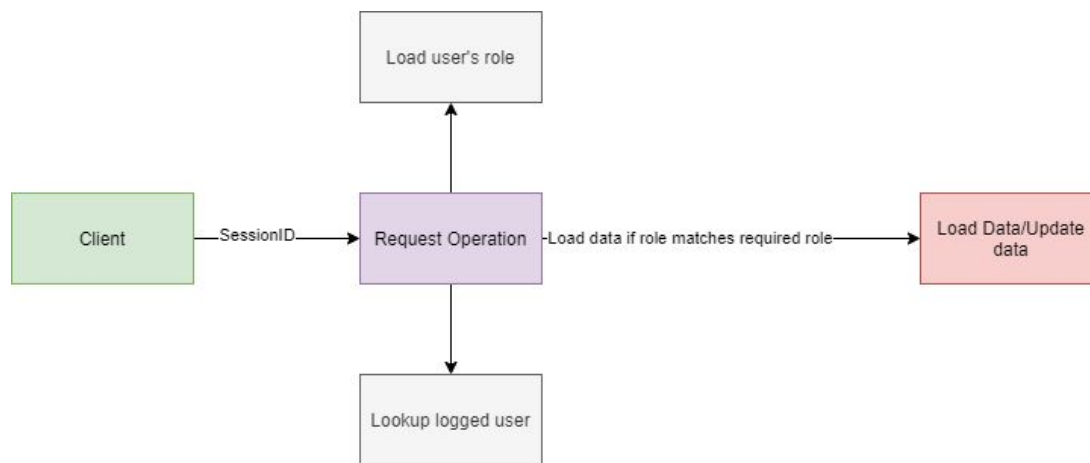 Load user's role
Client
SessionID
Request Operation
Load data if role matches required role
Load Data/Update
data
Lookup logged user